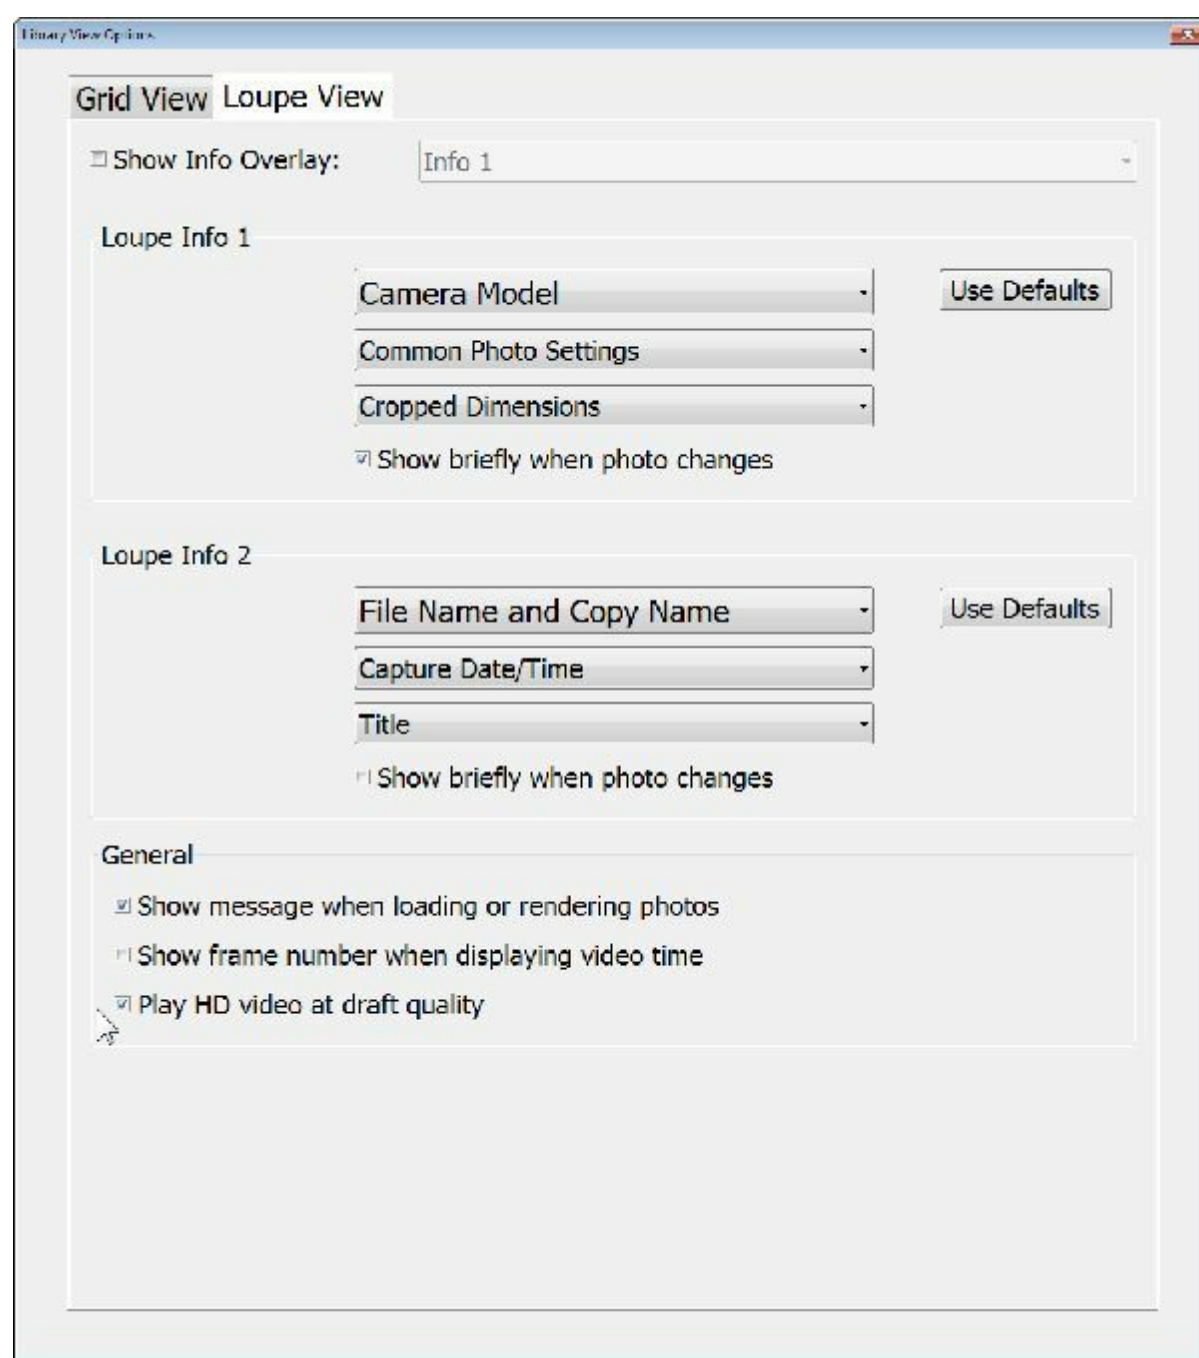 Library View Options
Grid View Loupe View
Show Info Overlay: Info 1
Loupe Info 1
Camera Model Use Defaults
Common Photo Settings
Cropped Dimensions
Show briefly when photo changes
Loupe Info 2
File Name and Copy Name Use Defaults
Capture Date/Time
Title
Show briefly when photo changes
General
Show message when loading or rendering photos
Show frame number when displaying video time
Play HD video at draft quality